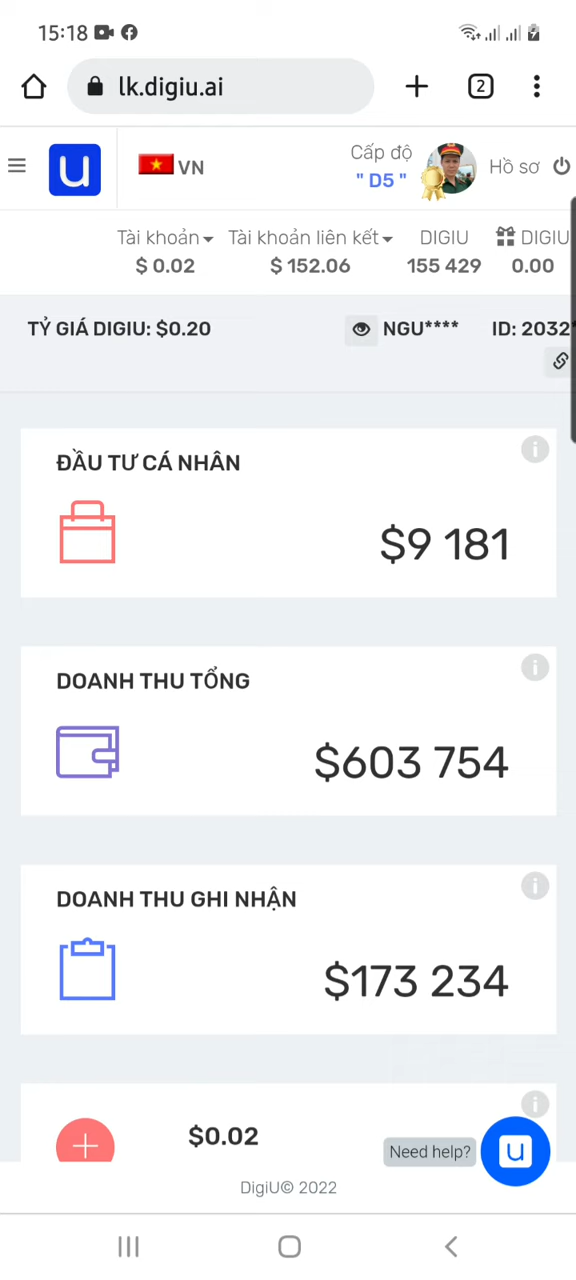 15:18
lk.digiu.ai
2
VN
Cấp độ
" D5 "
Hồ sơ
Tài khoản Tài khoản liên kết DIGIU DIGIU
$ 0.02 $ 152.06 155 429 0.00
TỶ GIÁ DIGIU: $0.20 NGU**** ID: 2032
ĐẦU TƯ CÁ NHÂN
$9 181
DOANH THU TỔNG
$603 754
DOANH THU GHI NHẬN
$173 234
$0.02
Need help?
DigiU© 2022